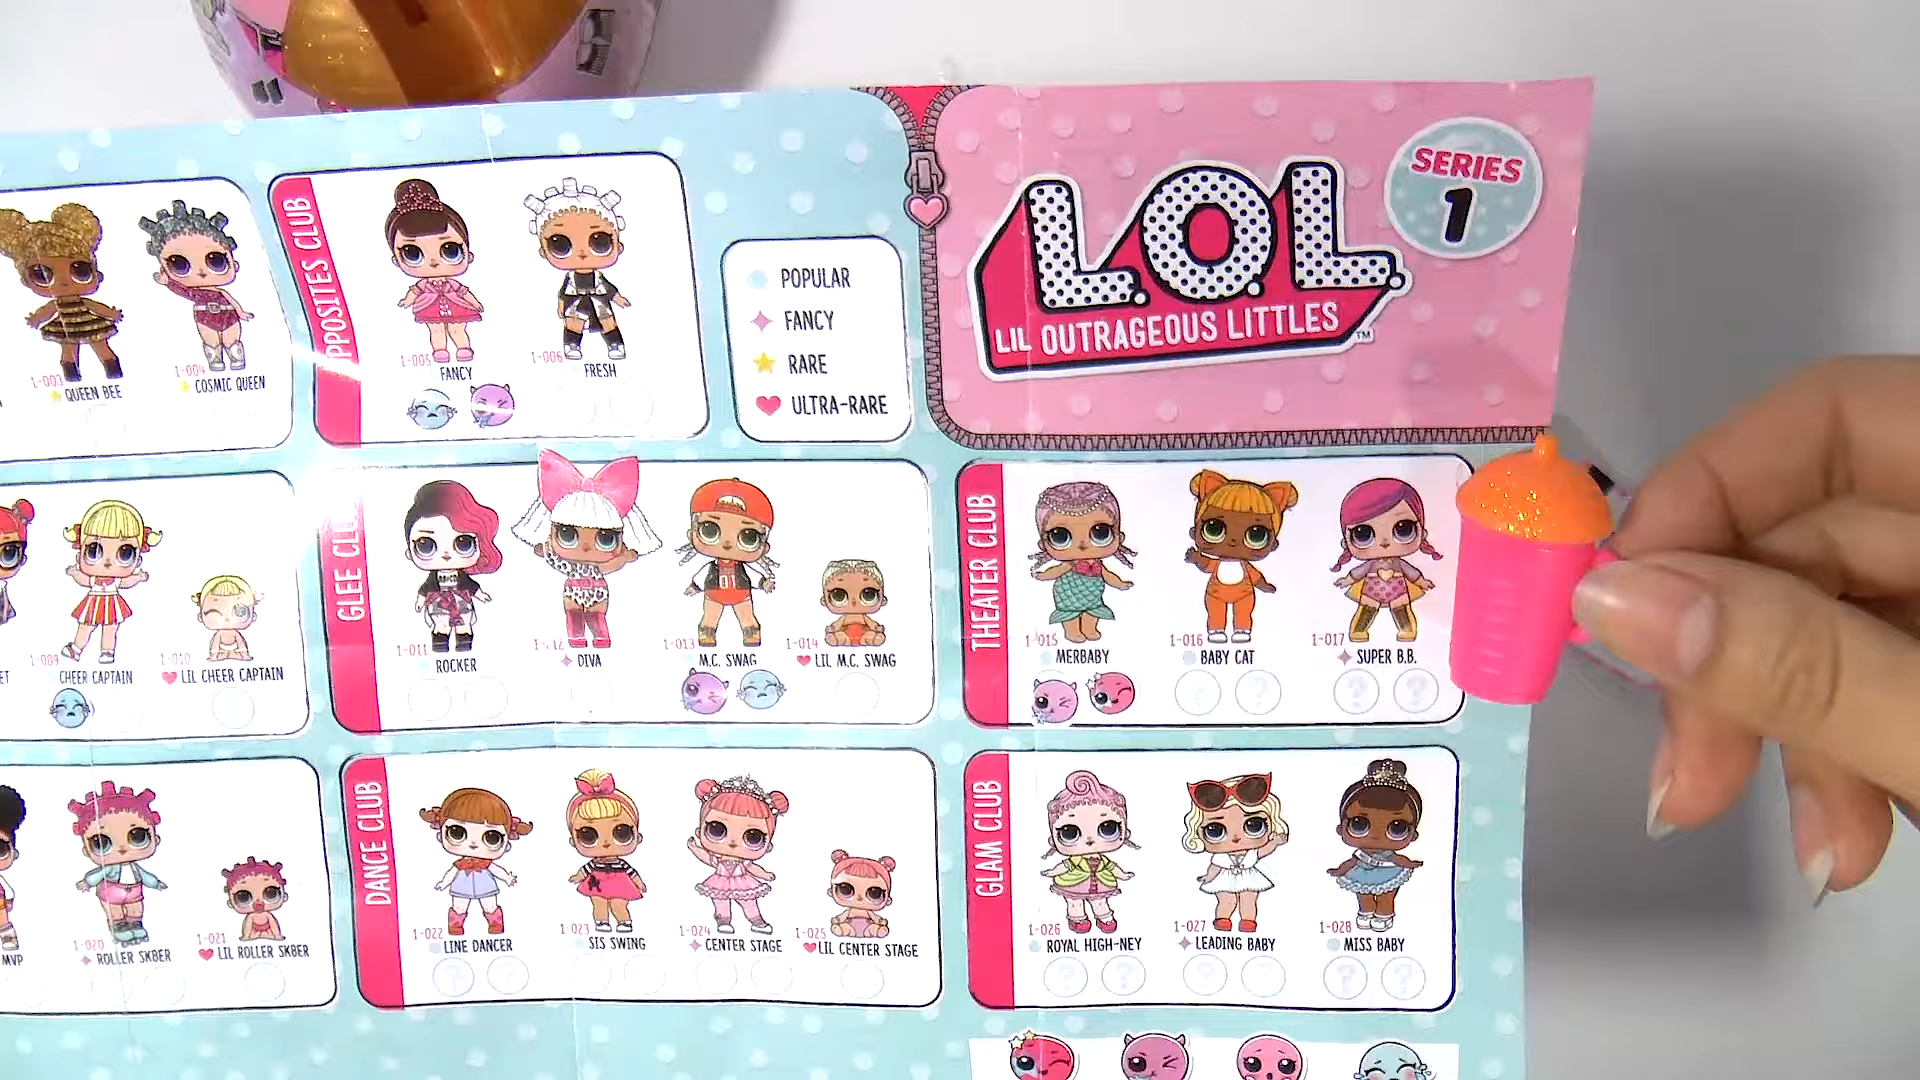 SERIES
1
L.O.L.
LIL OUTRAGEOUS LITTLES
TM
POPULAR
FANCY
RARE
ULTRA-RARE
1-003
QUEEN BEE
1-004
COSMIC QUEEN
OPPOSITES CLUB
1-005
FANCY
1-006
FRESH
1-009
CHEER CAPTAIN
1-010
LIL CHEER CAPTAIN
GLEE CLUB
1-011
ROCKER
DIVA
01
1-013
M.C. SWAG
1-014
LIL M.C. SWAG
THEATER CLUB
1-015
MERBABY
1-016
BABY CAT
1-017
SUPER B.B.
? ?
? ?
MVP
1-020
ROLLER SK8ER
1-021
LIL ROLLER SK8ER
DANCE CLUB
1-022
LINE DANCER
1-023
SIS SWING
1-024
CENTER STAGE
1-025
LIL CENTER STAGE
GLAM CLUB
1-026
ROYAL HIGH-NEY
1-027
LEADING BABY
1-028
MISS BABY